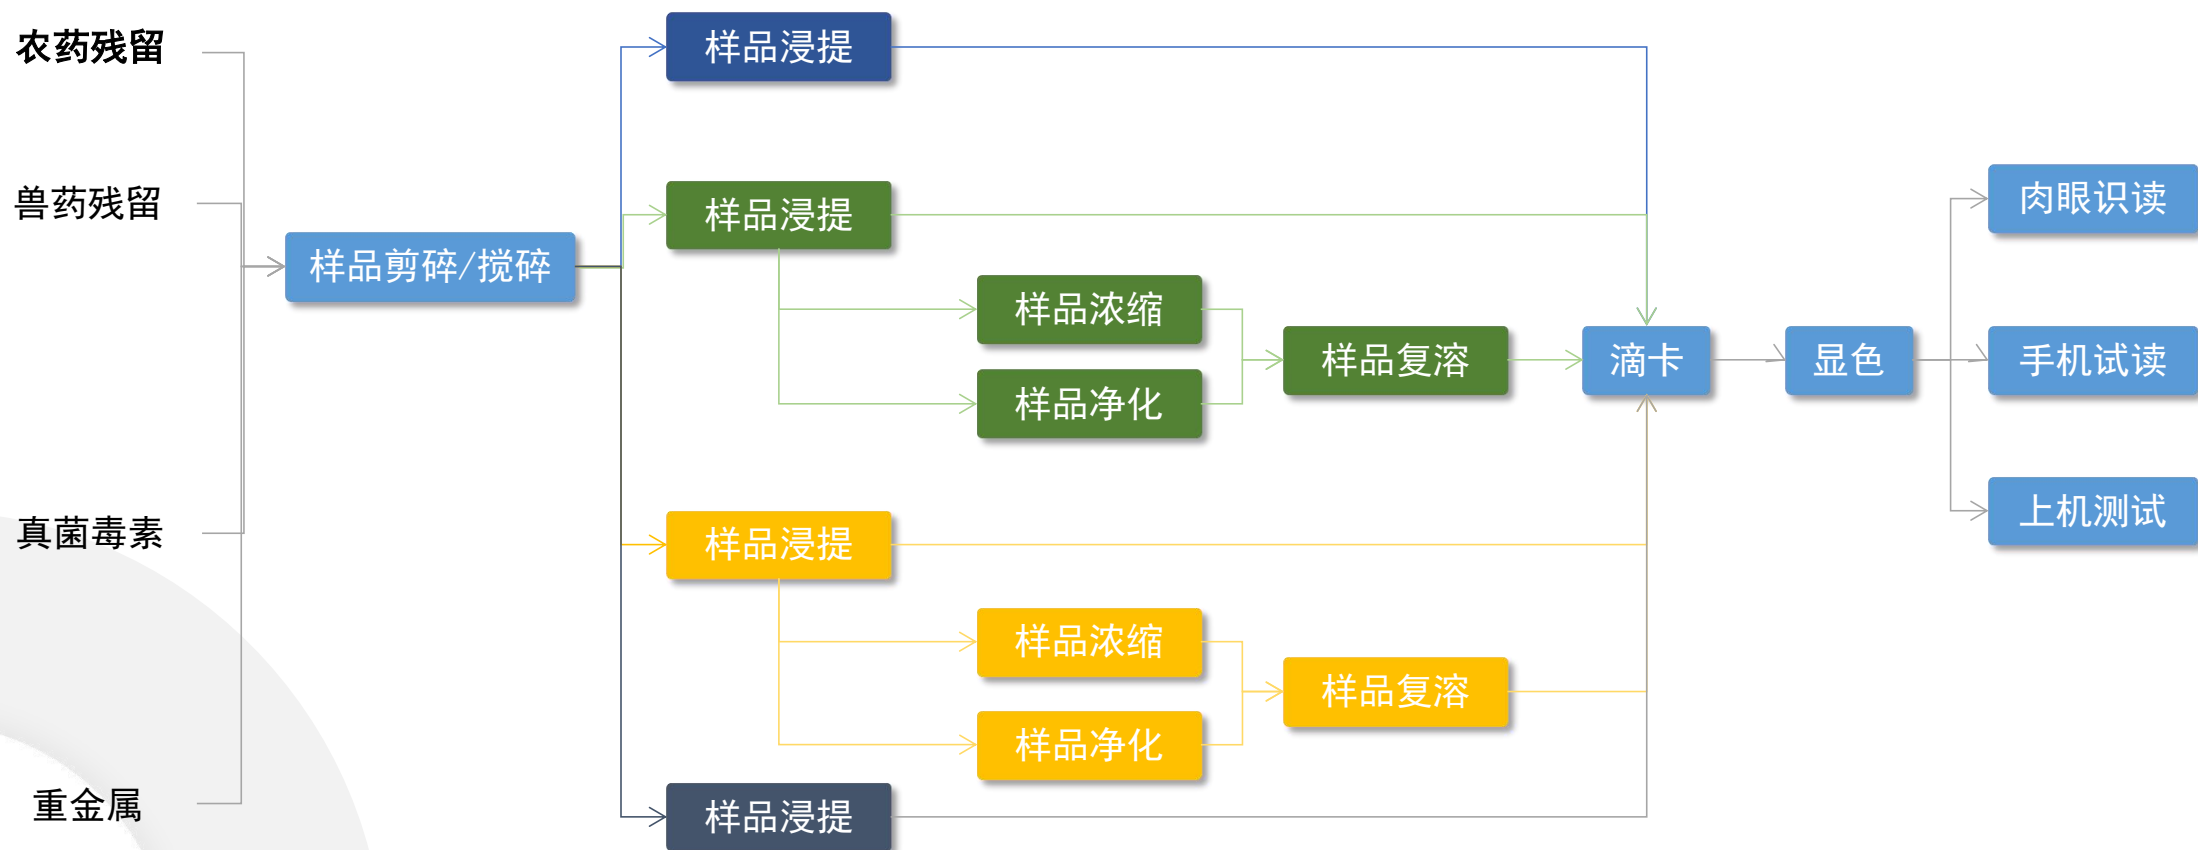 农药残留
兽药残留
真菌毒素
重金属
样品剪碎/搅碎
样品浸提
样品浸提
样品浓缩
样品净化
样品复溶
样品浸提
样品浓缩
样品净化
样品复溶
样品浸提
滴卡
显色
肉眼识读
手机试读
上机测试